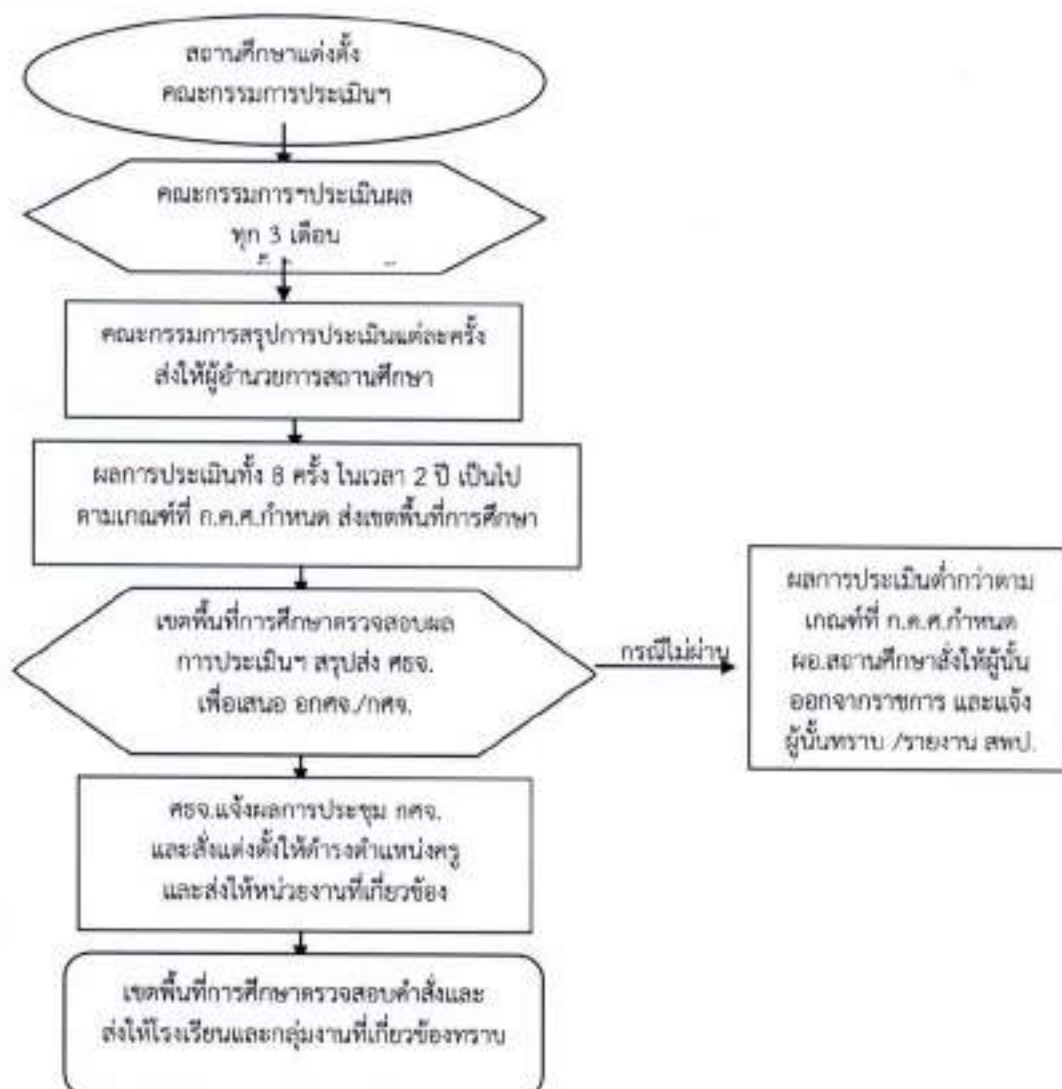 สถานศึกษาแต่งตั้ง
คณะกรรมการประเมินฯ
คณะกรรมการฯประเมินผล
ทุก 3 เดือน
คณะกรรมการสรุปการประเมินแต่ละครั้ง
ส่งให้ผู้อำนวยการสถานศึกษา
ผลการประเมินทั้ง 8 ครั้ง ในเวลา 2 ปี เป็นไป
ตามเกณฑ์ที่ ก.ค.ศ.กำหนด ส่งเขตพื้นที่การศึกษา
เขตพื้นที่การศึกษาตรวจสอบผล
การประเมินฯ สรุปส่ง ศธจ.
เพื่อเสนอ อกศจ./กศจ.
กรณีไม่ผ่าน
ผลการประเมินต่ำกว่าตาม
เกณฑ์ที่ ก.ค.ศ.กำหนด
ผอ.สถานศึกษาสั่งให้ผู้นั้น
ออกจากราชการ และแจ้ง
ผู้นั้นทราบ /รายงาน สพป.
ศธจ.แจ้งผลการประชุม กศจ.
และสั่งแต่งตั้งให้ดำรงตำแหน่งครู
และส่งให้หน่วยงานที่เกี่ยวข้อง
เขตพื้นที่การศึกษาตรวจสอบคำสั่งและ
ส่งให้โรงเรียนและกลุ่มงานที่เกี่ยวข้องทราบ